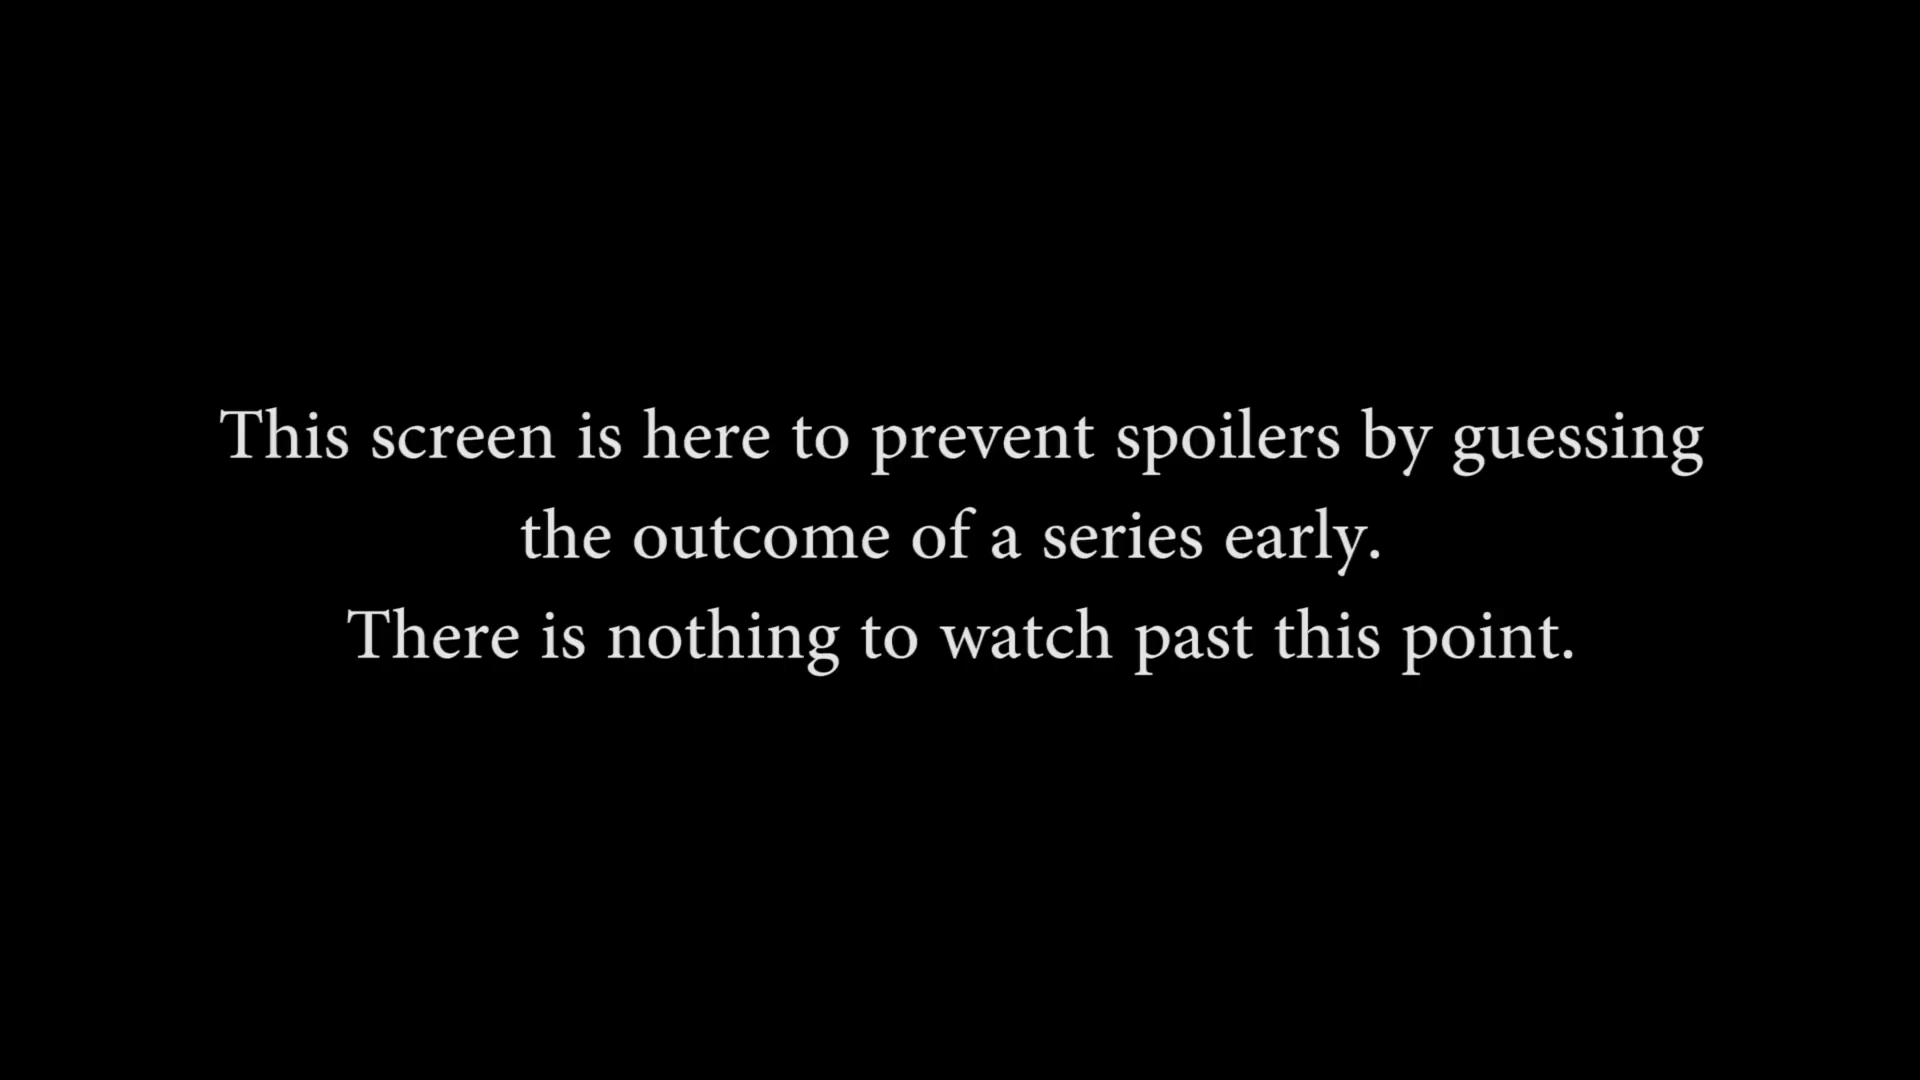 This screen is here to prevent spoilers by guessing
the outcome of a series early.
There is nothing to watch past this point.